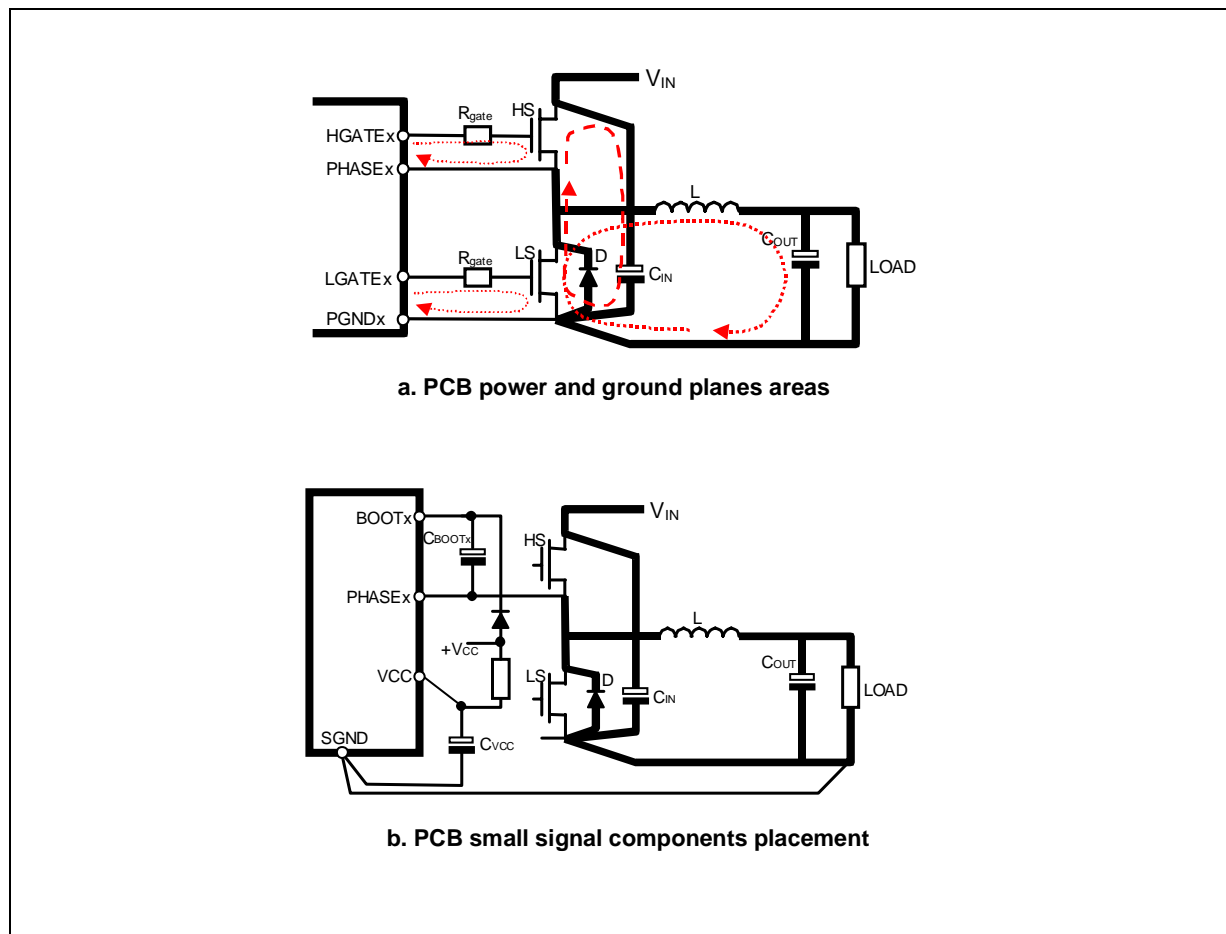 VIN
HS
Rgate
HGATEx
PHASEx
L
LS
D
COUT
Rgate
CIN
LOAD
LGATEx
PGNDx
a. PCB power and ground planes areas
VIN
BOOTx
HS
CBOOTx
PHASEx
L
+VCC
COUT
VCC
LS
D
CIN
LOAD
SGND
CVCC
b. PCB small signal components placement